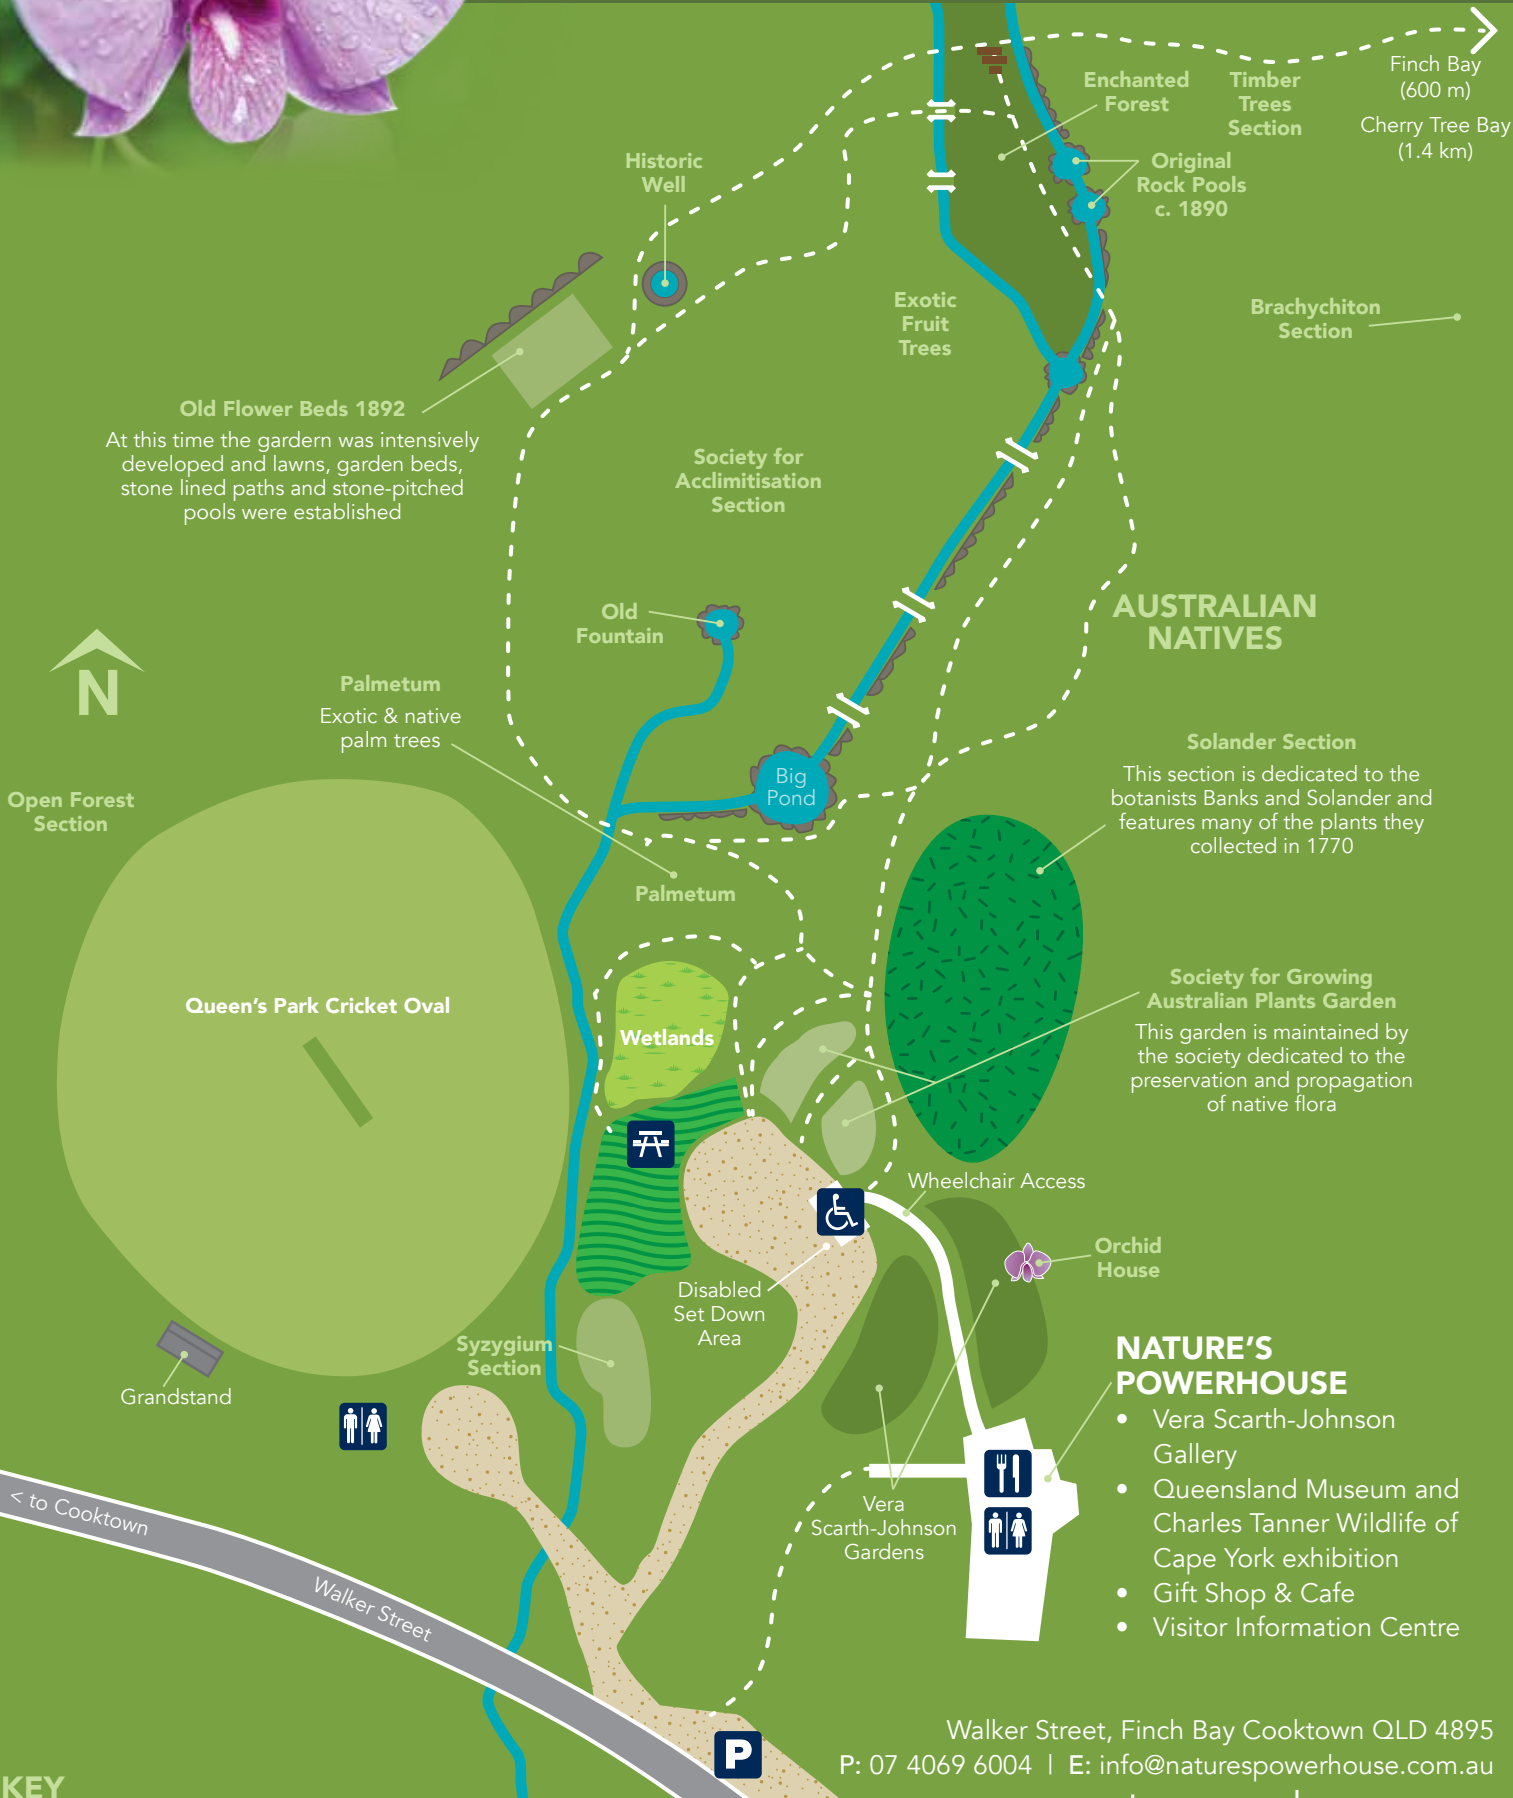 Finch Bay
(600 m)
Cherry Tree Bay
(1.4 km)
Enchanted
Forest
Timber
Trees
Section
Original
Rock Pools
c. 1890
Historic
Well
Exotic
Fruit
Trees
Brachychiton
Section
Old Flower Beds 1892
At this time the gardern was intensively
developed and lawns, garden beds,
stone lined paths and stone-pitched
pools were established
Society for
Acclimitisation
Section
Old
Fountain
AUSTRALIAN
NATIVES
N
Palmetum
Exotic & native
palm trees
Open Forest
Section
Big
Pond
Solander Section
This section is dedicated to the
botanists Banks and Solander and
features many of the plants they
collected in 1770
Palmetum
Queen's Park Cricket Oval
Wetlands
Society for Growing
Australian Plants Garden
This garden is maintained by
the society dedicated to the
preservation and propagation
of native flora
Wheelchair Access
Orchid
House
Disabled
Set Down
Area
Syzygium
Section
Grandstand
NATURE'S
POWERHOUSE
• Vera Scarth-Johnson
Gallery
• Queensland Museum and
Charles Tanner Wildlife of
Cape York exhibition
• Gift Shop & Cafe
• Visitor Information Centre
Vera
Scarth-Johnson
Gardens
< to Cooktown
Walker Street
P
Walker Street, Finch Bay Cooktown QLD 4895
P: 07 4069 6004 | E: info@naturespowerhouse.com.au
KEY